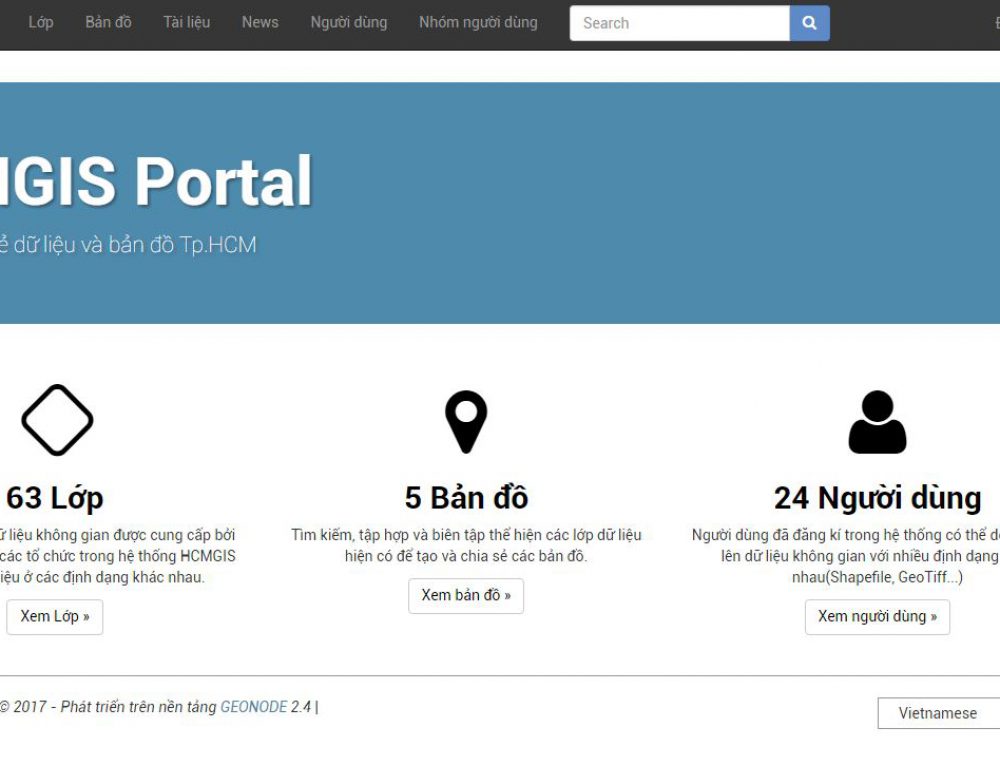 Lớp Bản đồ Tài liệu News Người dùng Nhóm người dùng Search
GIS Portal
dữ liệu và bản đồ Tp.HCM
63 Lớp
liệu không gian được cung cấp bởi
các tổ chức trong hệ thống HCMGIS
ở các định dạng khác nhau.
Xem Lớp »
5 Bản đồ
Tìm kiếm, tập hợp và biên tập thể hiện các lớp dữ liệu
hiện có để tạo và chia sẻ các bản đồ.
Xem bản đồ »
24 Người dùng
Người dùng đã đăng kí trong hệ thống có thể
lên dữ liệu không gian với nhiều định dạng
nhau(Shapefile, GeoTiff...)
Xem người dùng »
© 2017 - Phát triển trên nền tảng GEONODE 2.4 |
Vietnamese